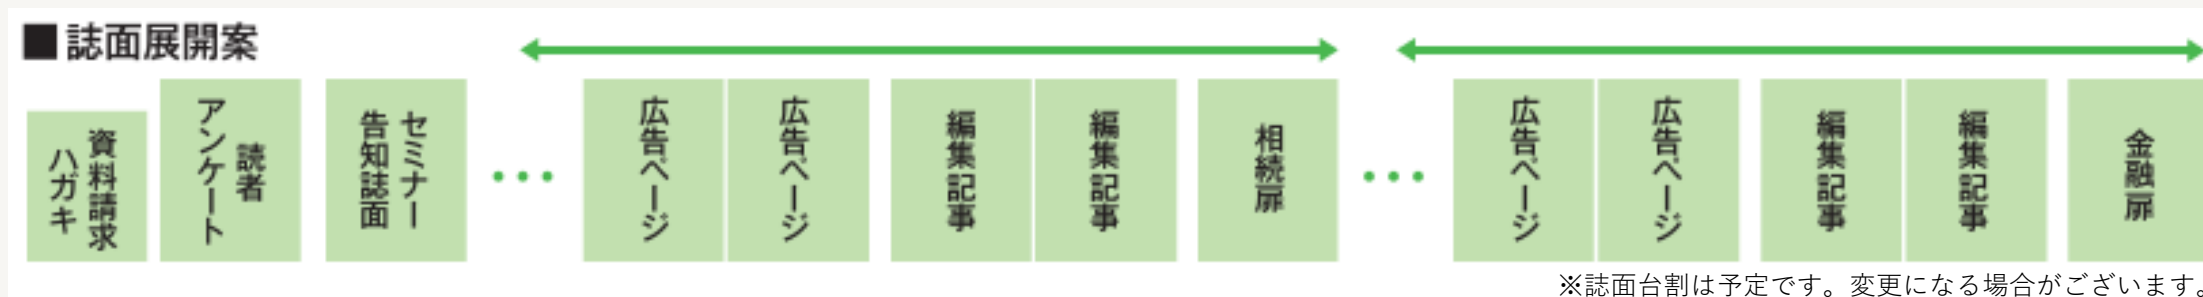 ■誌面展開案
金融扉
編集記事
編集記事
広告ページ
広告ページ
・・・
相続扉
編集記事
編集記事
広告ページ
広告ページ
・・・
セミナー
告知誌面
読者
アンケート
資料請求
ハガキ
※誌面台割は予定です。変更になる場合がございます。